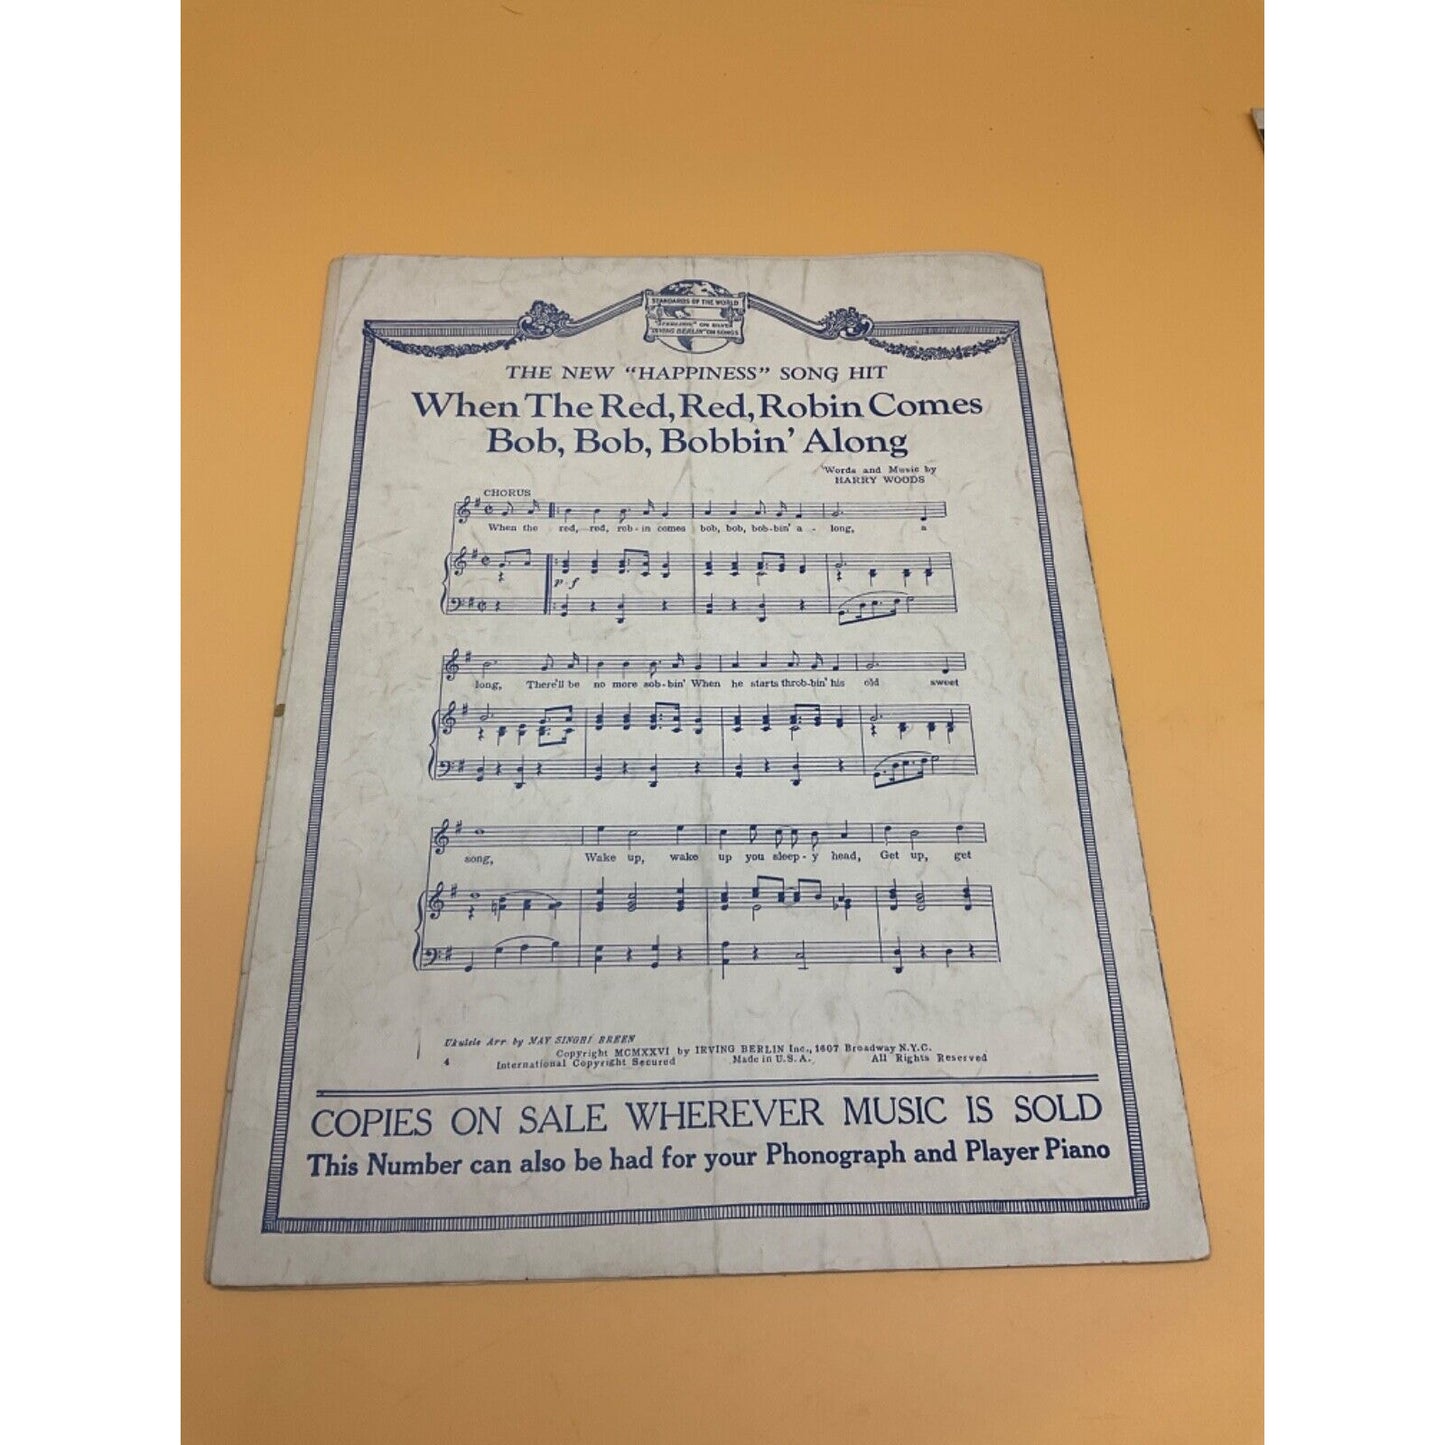 STANDARDS OF THE WORLD
"STERLING" ON SILVER
"IRVING BERLIN" ON SONGS
THE NEW "HAPPINESS" SONG HIT
When The Red, Red, Robin Comes
Bob, Bob, Bobbin' Along
Words and Music by
HARRY WOODS
CHORUS
When the red, red, rob-in comes bob, bob, bob-bin' a - long, a
p-f
long, There'll be no more sob-bin' When he starts throb-bin' his old sweet
song, Wake up, wake up you sleep-y head, Get up, get
Ukulele Arr by MAY SINGHI BREEN
Copyright MCMXXVI by IRVING BERLIN Inc., 1607 Broadway N.Y.C.
4 International Copyright Secured Made in U.S.A. All Rights Reserved
COPIES ON SALE WHEREVER MUSIC IS SOLD
This Number can also be had for your Phonograph and Player Piano